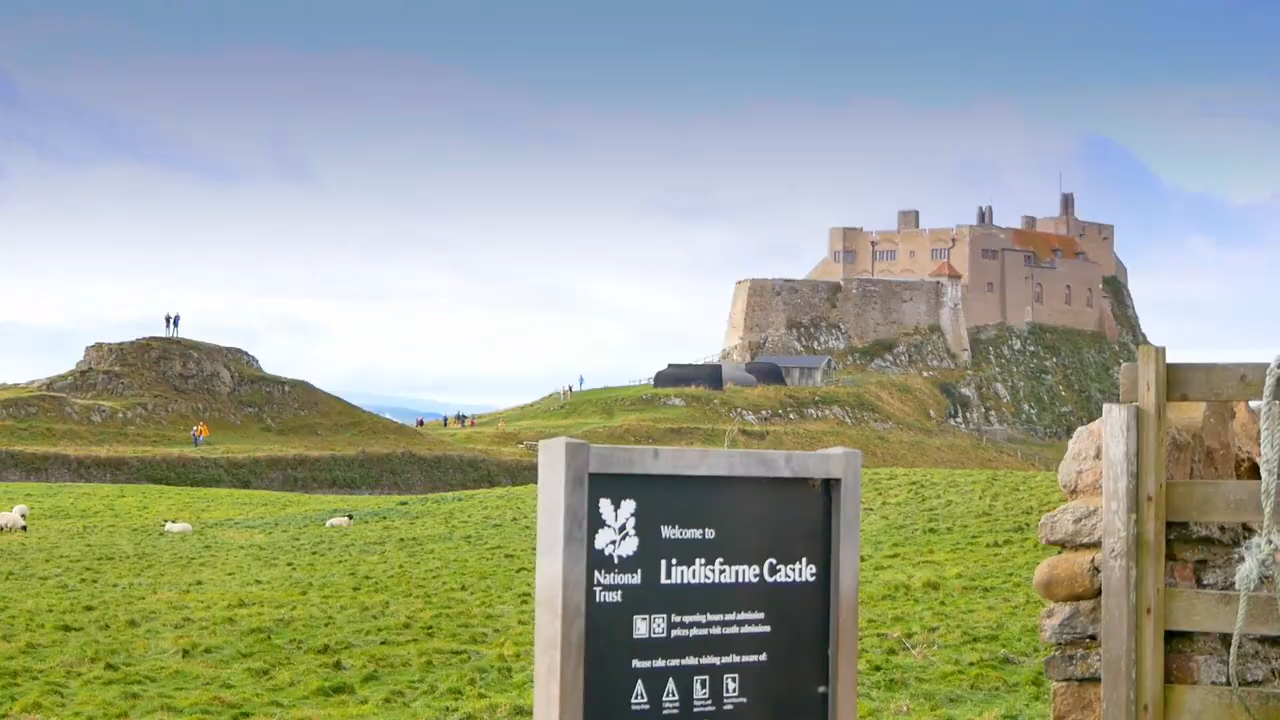 National
Trust
Welcome to
Lindisfarne Castle
For opening hours and admission
prices please visit castle admissions
Please take care whilst visiting and be aware of: